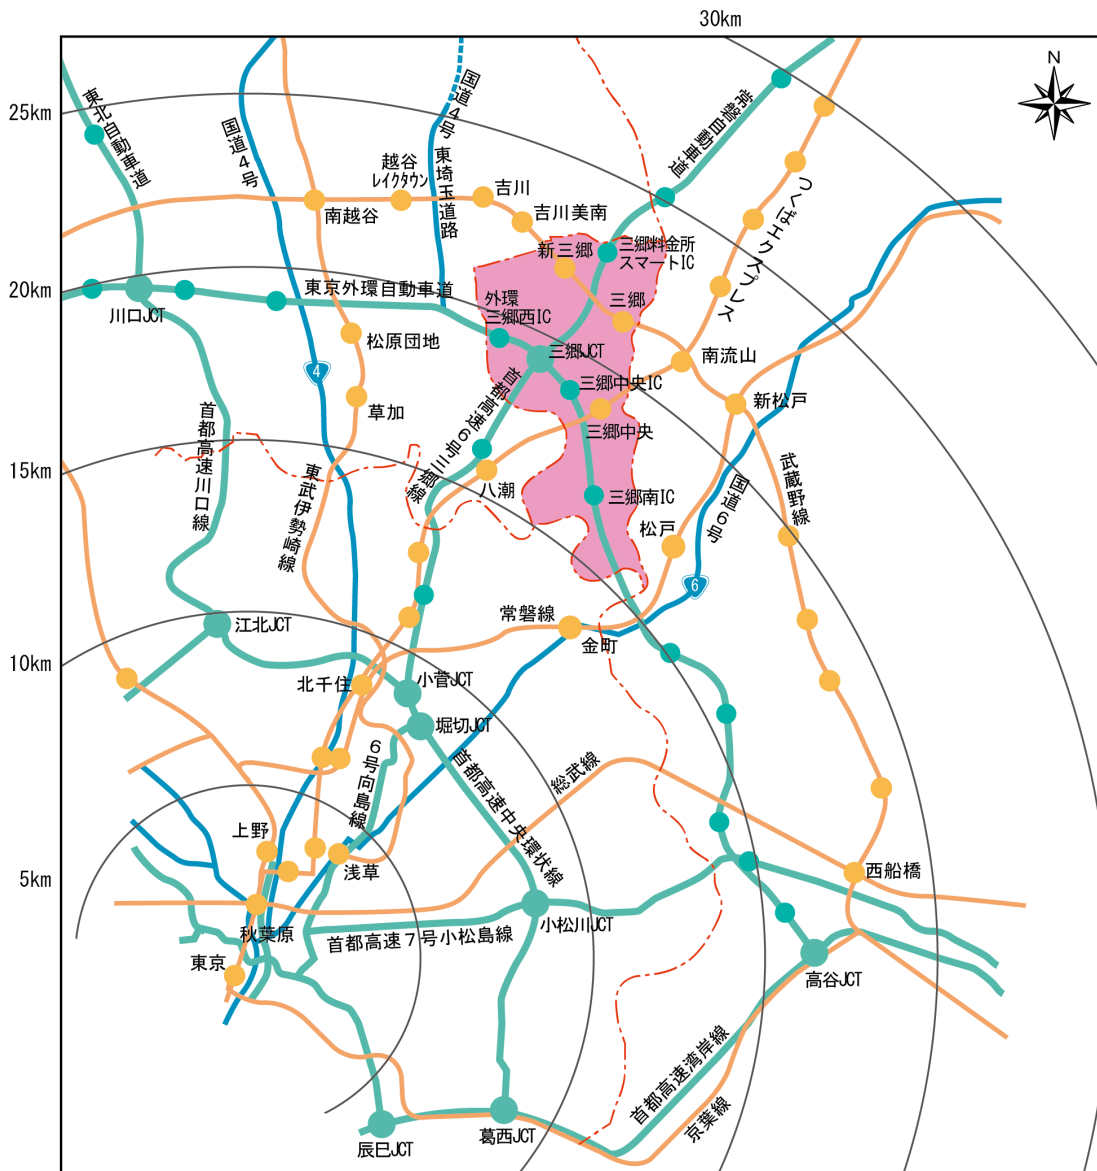 30km
N
25km
東北自動車道
国道4号
国道4号
東埼玉道路
常磐自動車道
越谷
レイクタウン
吉川
南越谷
吉川美南
つくばエクスプレス
新三郷
三郷料金所
スマートIC
20km
東京外環自動車道
外環
三郷西IC
三郷
川口JCT
松原団地
三郷JCT
南流山
4
首都高速6号三郷線
三郷中央IC
草加
三郷中央
新松戸
首都高速川口線
15km
東武伊勢崎線
八潮
三郷南IC
国道6号
武蔵野線
松戸
6
常磐線
金町
江北JCT
10km
北千住
小菅JCT
堀切JCT
6号向島線
首都高速中央環状線
総武線
上野
浅草
5km
西船橋
秋葉原
首都高速7号小松島線
小松川JCT
東京
高谷JCT
首都高速湾岸線
京葉線
辰巳JCT
葛西JCT